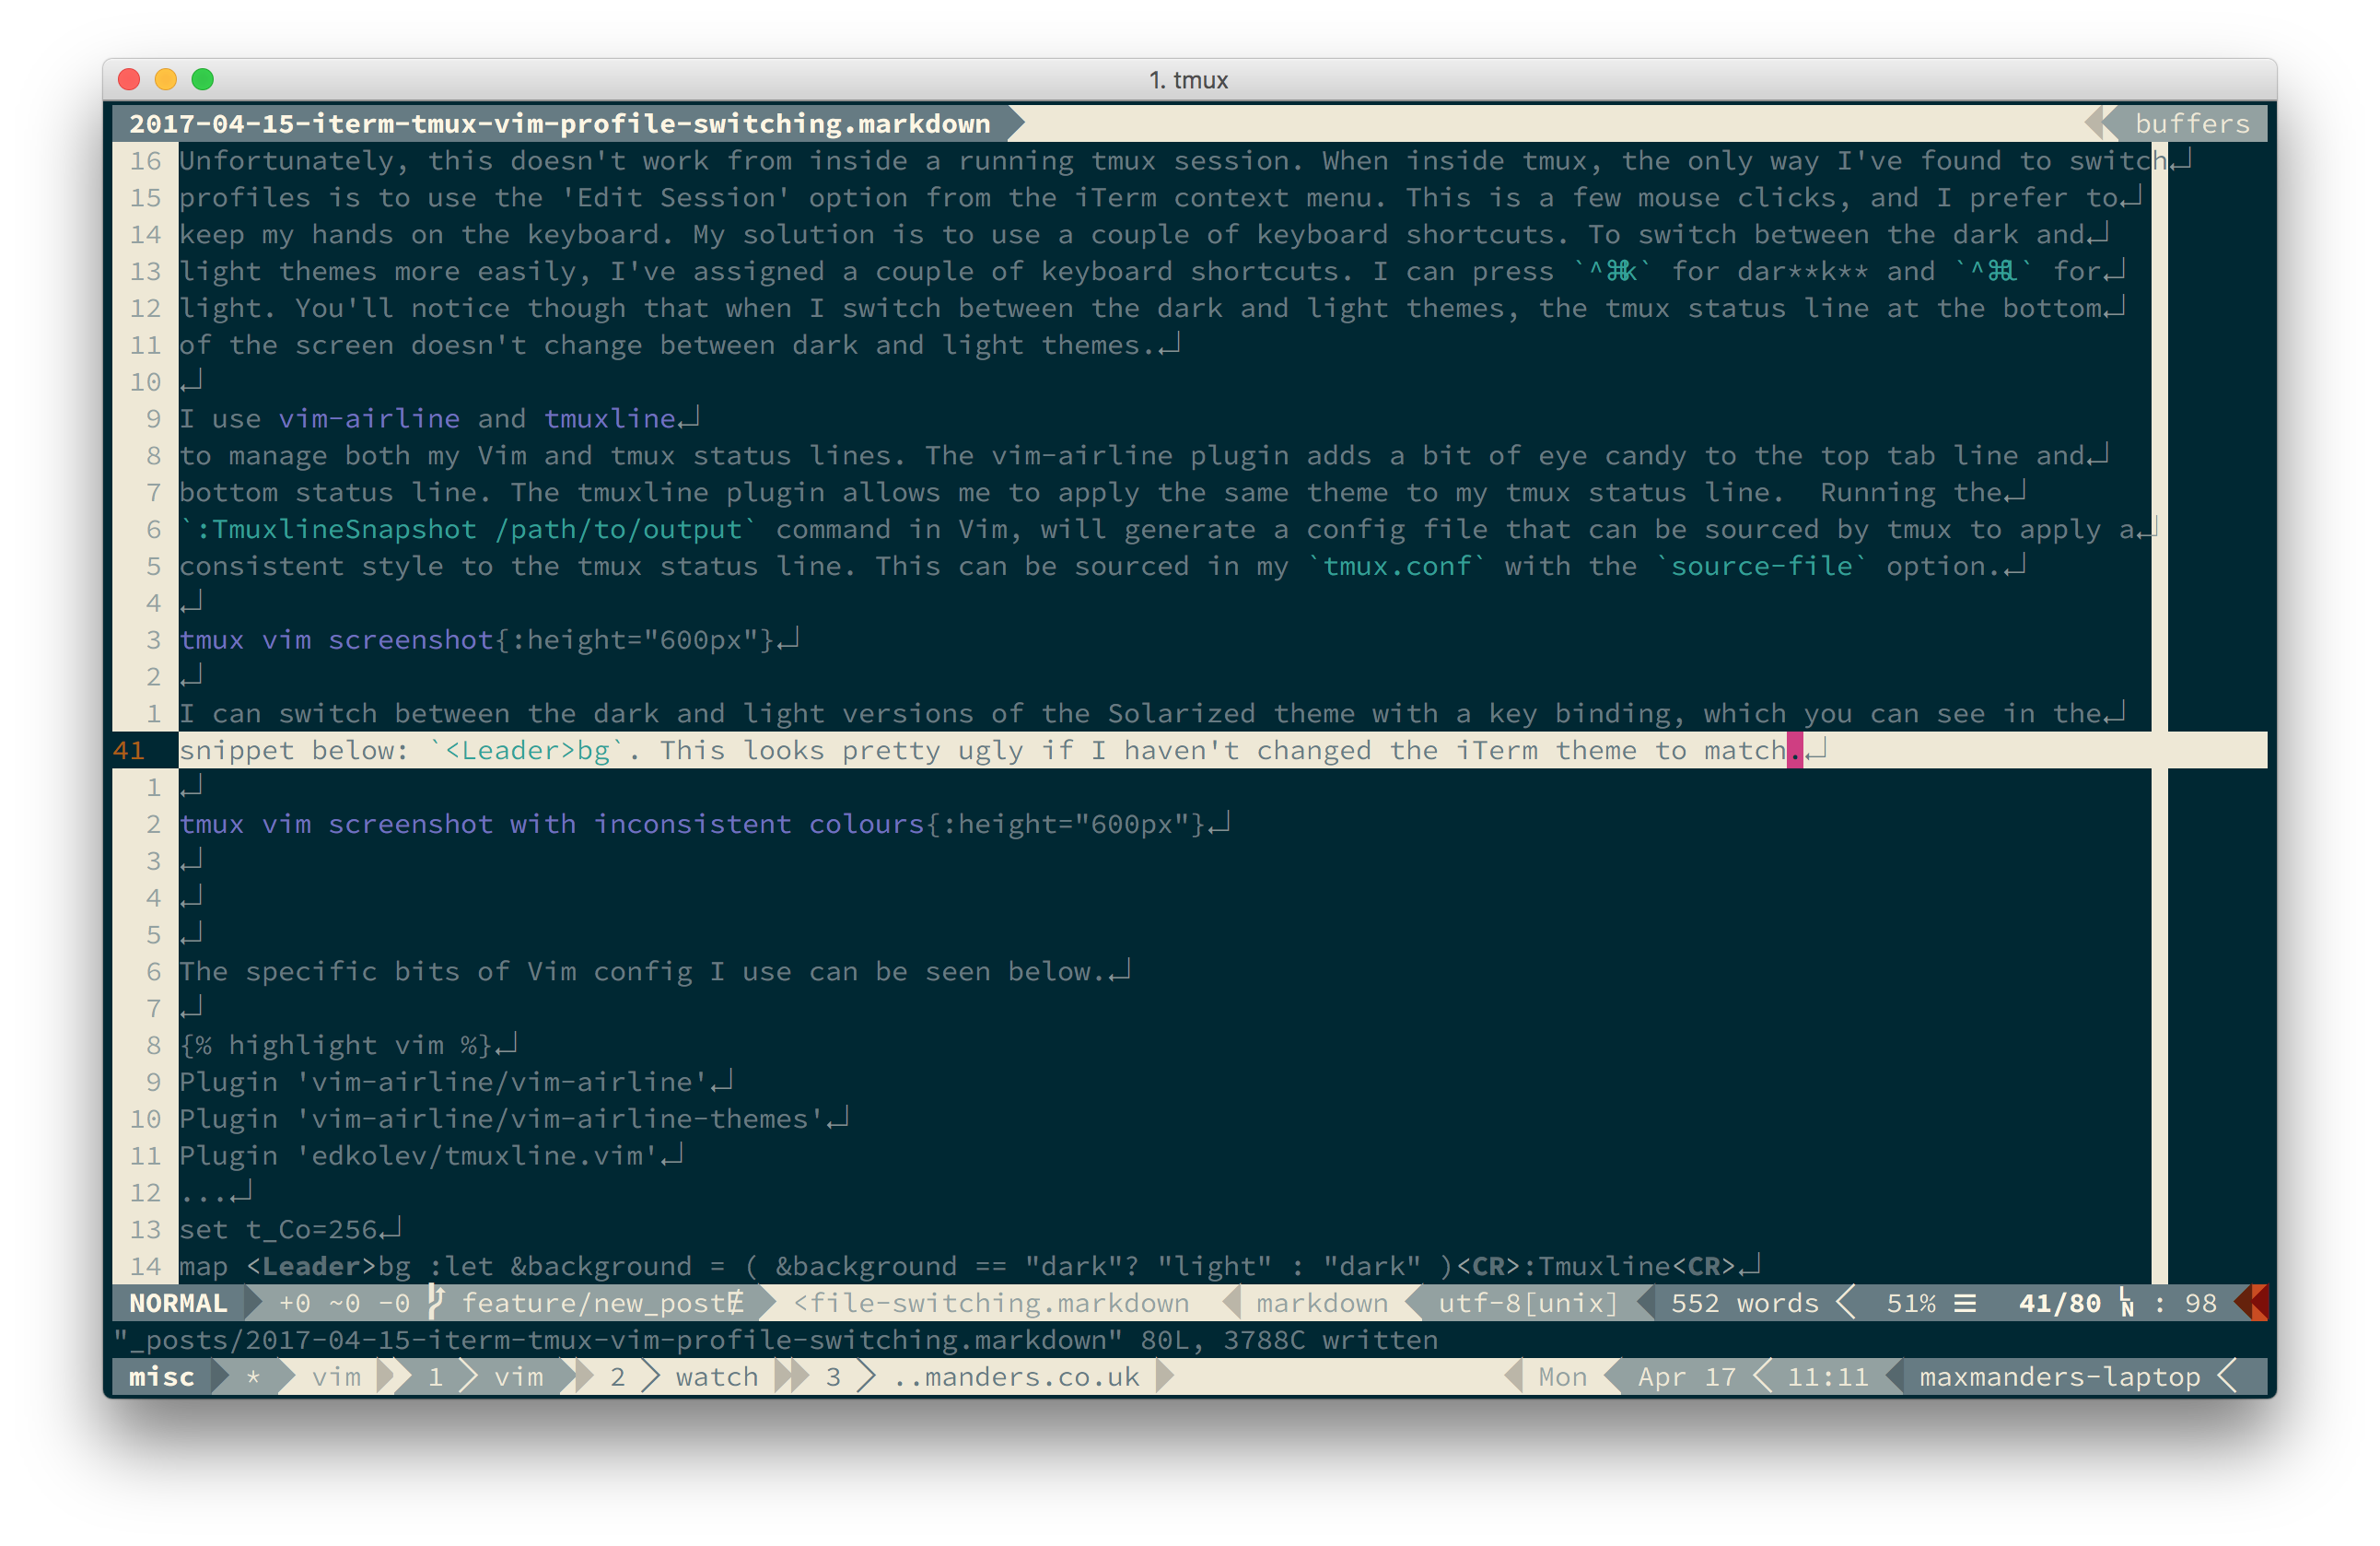 1. tmux
2017-04-15-iterm-tmux-vim-profile-switching.markdown buffers
16 Unfortunately, this doesn't work from inside a running tmux session. When inside tmux, the only way I've found to switch↵
15 profiles is to use the 'Edit Session' option from the iTerm context menu. This is a few mouse clicks, and I prefer to↵
14 keep my hands on the keyboard. My solution is to use a couple of keyboard shortcuts. To switch between the dark and↵
13 light themes more easily, I've assigned a couple of keyboard shortcuts. I can press `^⌘k` for dar**k** and `^⌘l` for↵
12 light. You'll notice though that when I switch between the dark and light themes, the tmux status line at the bottom↵
11 of the screen doesn't change between dark and light themes.↵
10 ↵
9 I use vim-airline and tmuxline↵
8 to manage both my Vim and tmux status lines. The vim-airline plugin adds a bit of eye candy to the top tab line and↵
7 bottom status line. The tmuxline plugin allows me to apply the same theme to my tmux status line.  Running the↵
6 `:TmuxlineSnapshot /path/to/output` command in Vim, will generate a config file that can be sourced by tmux to apply a↵
5 consistent style to the tmux status line. This can be sourced in my `tmux.conf` with the `source-file` option.↵
4 ↵
3 tmux vim screenshot{:height="600px"}↵
2 ↵
1 I can switch between the dark and light versions of the Solarized theme with a key binding, which you can see in the↵
41 snippet below: `<Leader>bg`. This looks pretty ugly if I haven't changed the iTerm theme to match.↵
1 ↵
2 tmux vim screenshot with inconsistent colours{:height="600px"}↵
3 ↵
4 ↵
5 ↵
6 The specific bits of Vim config I use can be seen below.↵
7 ↵
8 {% highlight vim %}↵
9 Plugin 'vim-airline/vim-airline'↵
10 Plugin 'vim-airline/vim-airline-themes'↵
11 Plugin 'edkolev/tmuxline.vim'↵
12 ...↵
13 set t_Co=256↵
14 map <Leader>bg :let &background = ( &background == "dark"? "light" : "dark" )<CR>:Tmuxline<CR>↵
NORMAL +0 ~0 -0 feature/new_post∉ <file-switching.markdown markdown utf-8[unix] 552 words 51% ☰ 41/80 LN : 98
"_posts/2017-04-15-iterm-tmux-vim-profile-switching.markdown" 80L, 3788C written
misc * vim 1 vim 2 watch 3 ..manders.co.uk Mon Apr 17 11:11 maxmanders-laptop